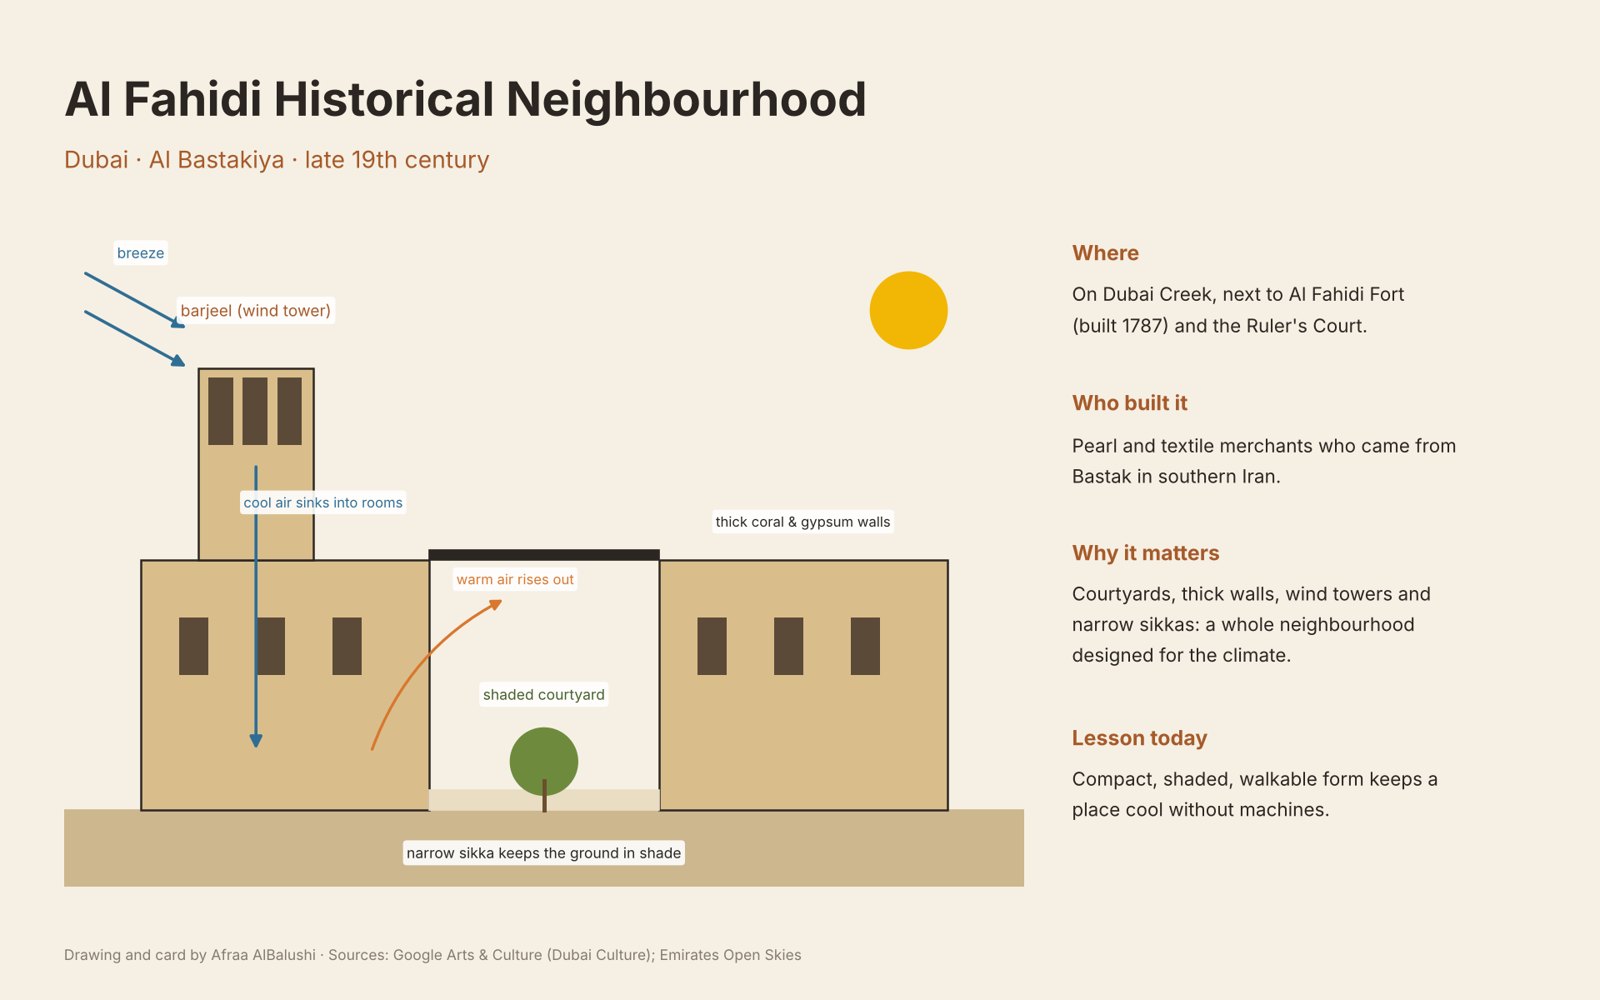 Al Fahidi Historical Neighbourhood
Dubai · Al Bastakiya · late 19th century
breeze
barjeel (wind tower)
cool air sinks into rooms
thick coral & gypsum walls
warm air rises out
shaded courtyard
narrow sikka keeps the ground in shade
Where
On Dubai Creek, next to Al Fahidi Fort
(built 1787) and the Ruler's Court.
Who built it
Pearl and textile merchants who came from
Bastak in southern Iran.
Why it matters
Courtyards, thick walls, wind towers and
narrow sikkas: a whole neighbourhood
designed for the climate.
Lesson today
Compact, shaded, walkable form keeps a
place cool without machines.
Drawing and card by Afraa AlBalushi · Sources: Google Arts & Culture (Dubai Culture); Emirates Open Skies